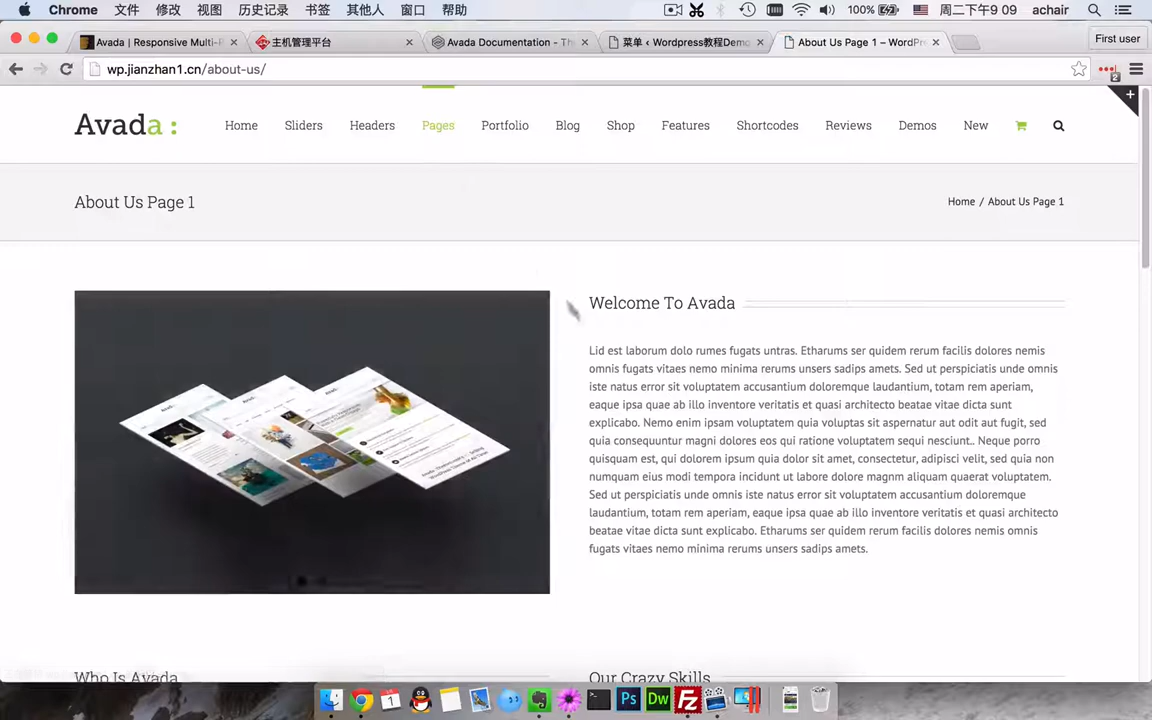 Chrome 文件 修改 视图 历史记录 书签 其他人 窗口 帮助 100% 周二下午9 09 achair
Avada | Responsive Multi-P
主机管理平台
Avada Documentation - Th
菜单 ‹ Wordpress教程Demo
About Us Page 1 – WordPr
First user
wp.jianzhan1.cn/about-us/
2
Avada :
Home Sliders Headers Pages Portfolio Blog Shop Features Shortcodes Reviews Demos New
About Us Page 1
Home / About Us Page 1
Welcome To Avada
Lid est laborum dolo rumes fugats untras. Etharums ser quidem rerum facilis dolores nemis
omnis fugats vitaes nemo minima rerums unsers sadips amets. Sed ut perspiciatis unde omnis
iste natus error sit voluptatem accusantium doloremque laudantium, totam rem aperiam,
eaque ipsa quae ab illo inventore veritatis et quasi architecto beatae vitae dicta sunt
explicabo. Nemo enim ipsam voluptatem quia voluptas sit aspernatur aut odit aut fugit, sed
quia consequuntur magni dolores eos qui ratione voluptatem sequi nesciunt.. Neque porro
quisquam est, qui dolorem ipsum quia dolor sit amet, consectetur, adipisci velit, sed quia non
numquam eius modi tempora incidunt ut labore dolore magnm aliquam quaerat voluptatem.
Sed ut perspiciatis unde omnis iste natus error sit voluptatem accusantium doloremque
laudantium, totam rem aperiam, eaque ipsa quae ab illo inventore veritatis et quasi architecto
beatae vitae dicta sunt explicabo. Etharums ser quidem rerum facilis dolores nemis omnis
fugats vitaes nemo minima rerums unsers sadips amets.
Who Is Avada
Our Crazy Skills
1
Ps
Dw
Fz